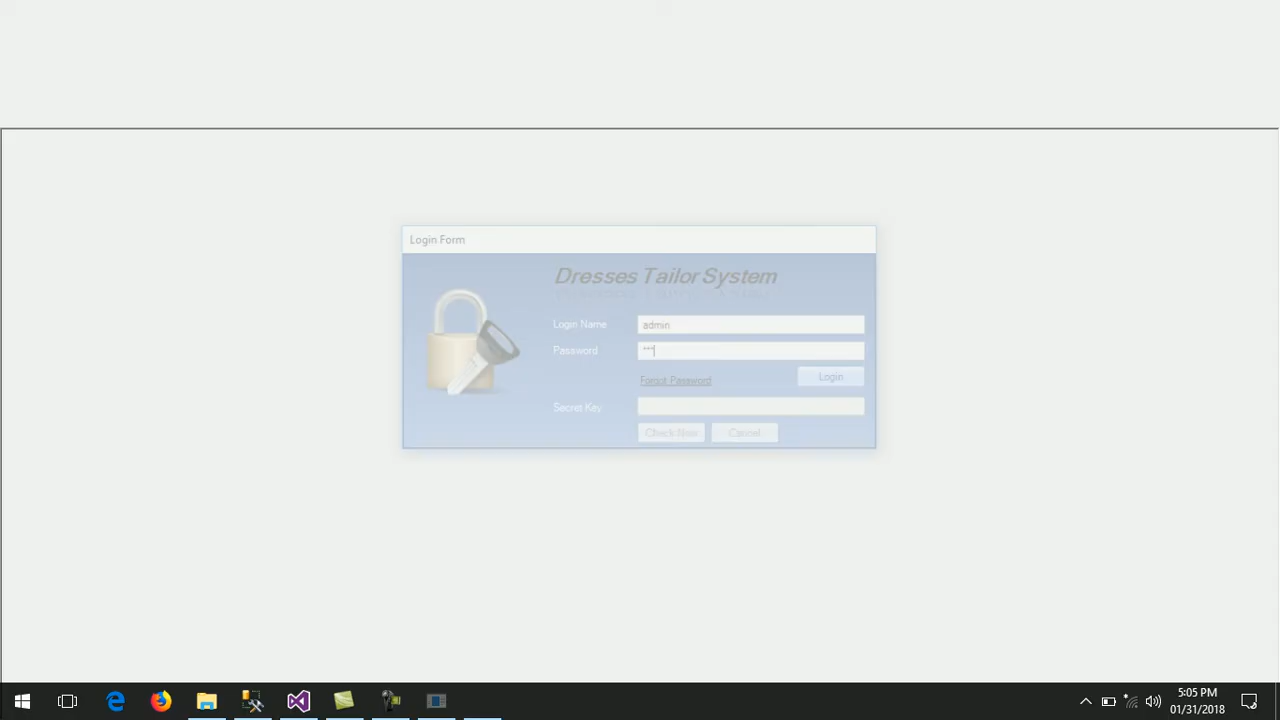 Login Form
Dresses Tailor System
Login Name admin
Password ***
Forgot Password Login
Secret Key
Check Now Cancel
5:05 PM
01/31/2018